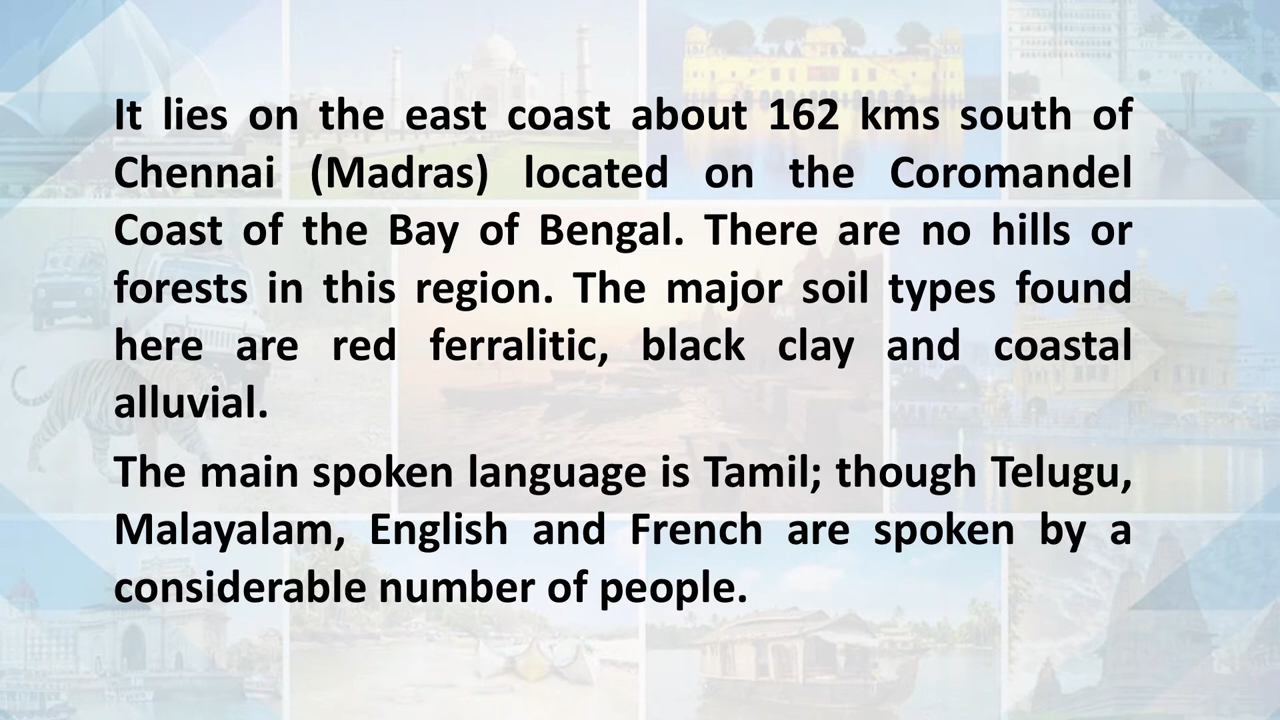 It lies on the east coast about 162 kms south of
Chennai (Madras) located on the Coromandel
Coast of the Bay of Bengal. There are no hills or
forests in this region. The major soil types found
here are red ferralitic, black clay and coastal
alluvial.
The main spoken language is Tamil; though Telugu,
Malayalam, English and French are spoken by a
considerable number of people.